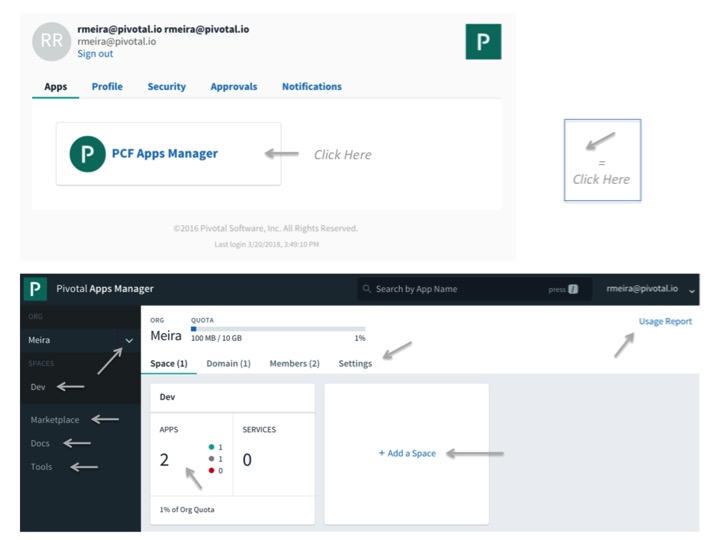 RR
rmeira@pivotal.io rmeira@pivotal.io
rmeira@pivotal.io
Sign out
P
Apps Profile Security Approvals Notifications
P PCF Apps Manager
Click Here
=
Click Here
©2016 Pivotal Software, Inc. All Rights Reserved.
Last login 3/20/2018, 3:49:10 PM
P Pivotal Apps Manager
Search by App Name press /
rmeira@pivotal.io
ORG
Meira
SPACES
Dev
Marketplace
Docs
Tools
ORG QUOTA
Meira 100 MB / 10 GB 1%
Usage Report
Space (1) Domain (1) Members (2) Settings
Dev
APPS SERVICES
2 0
1
1
0
1% of Org Quota
+ Add a Space